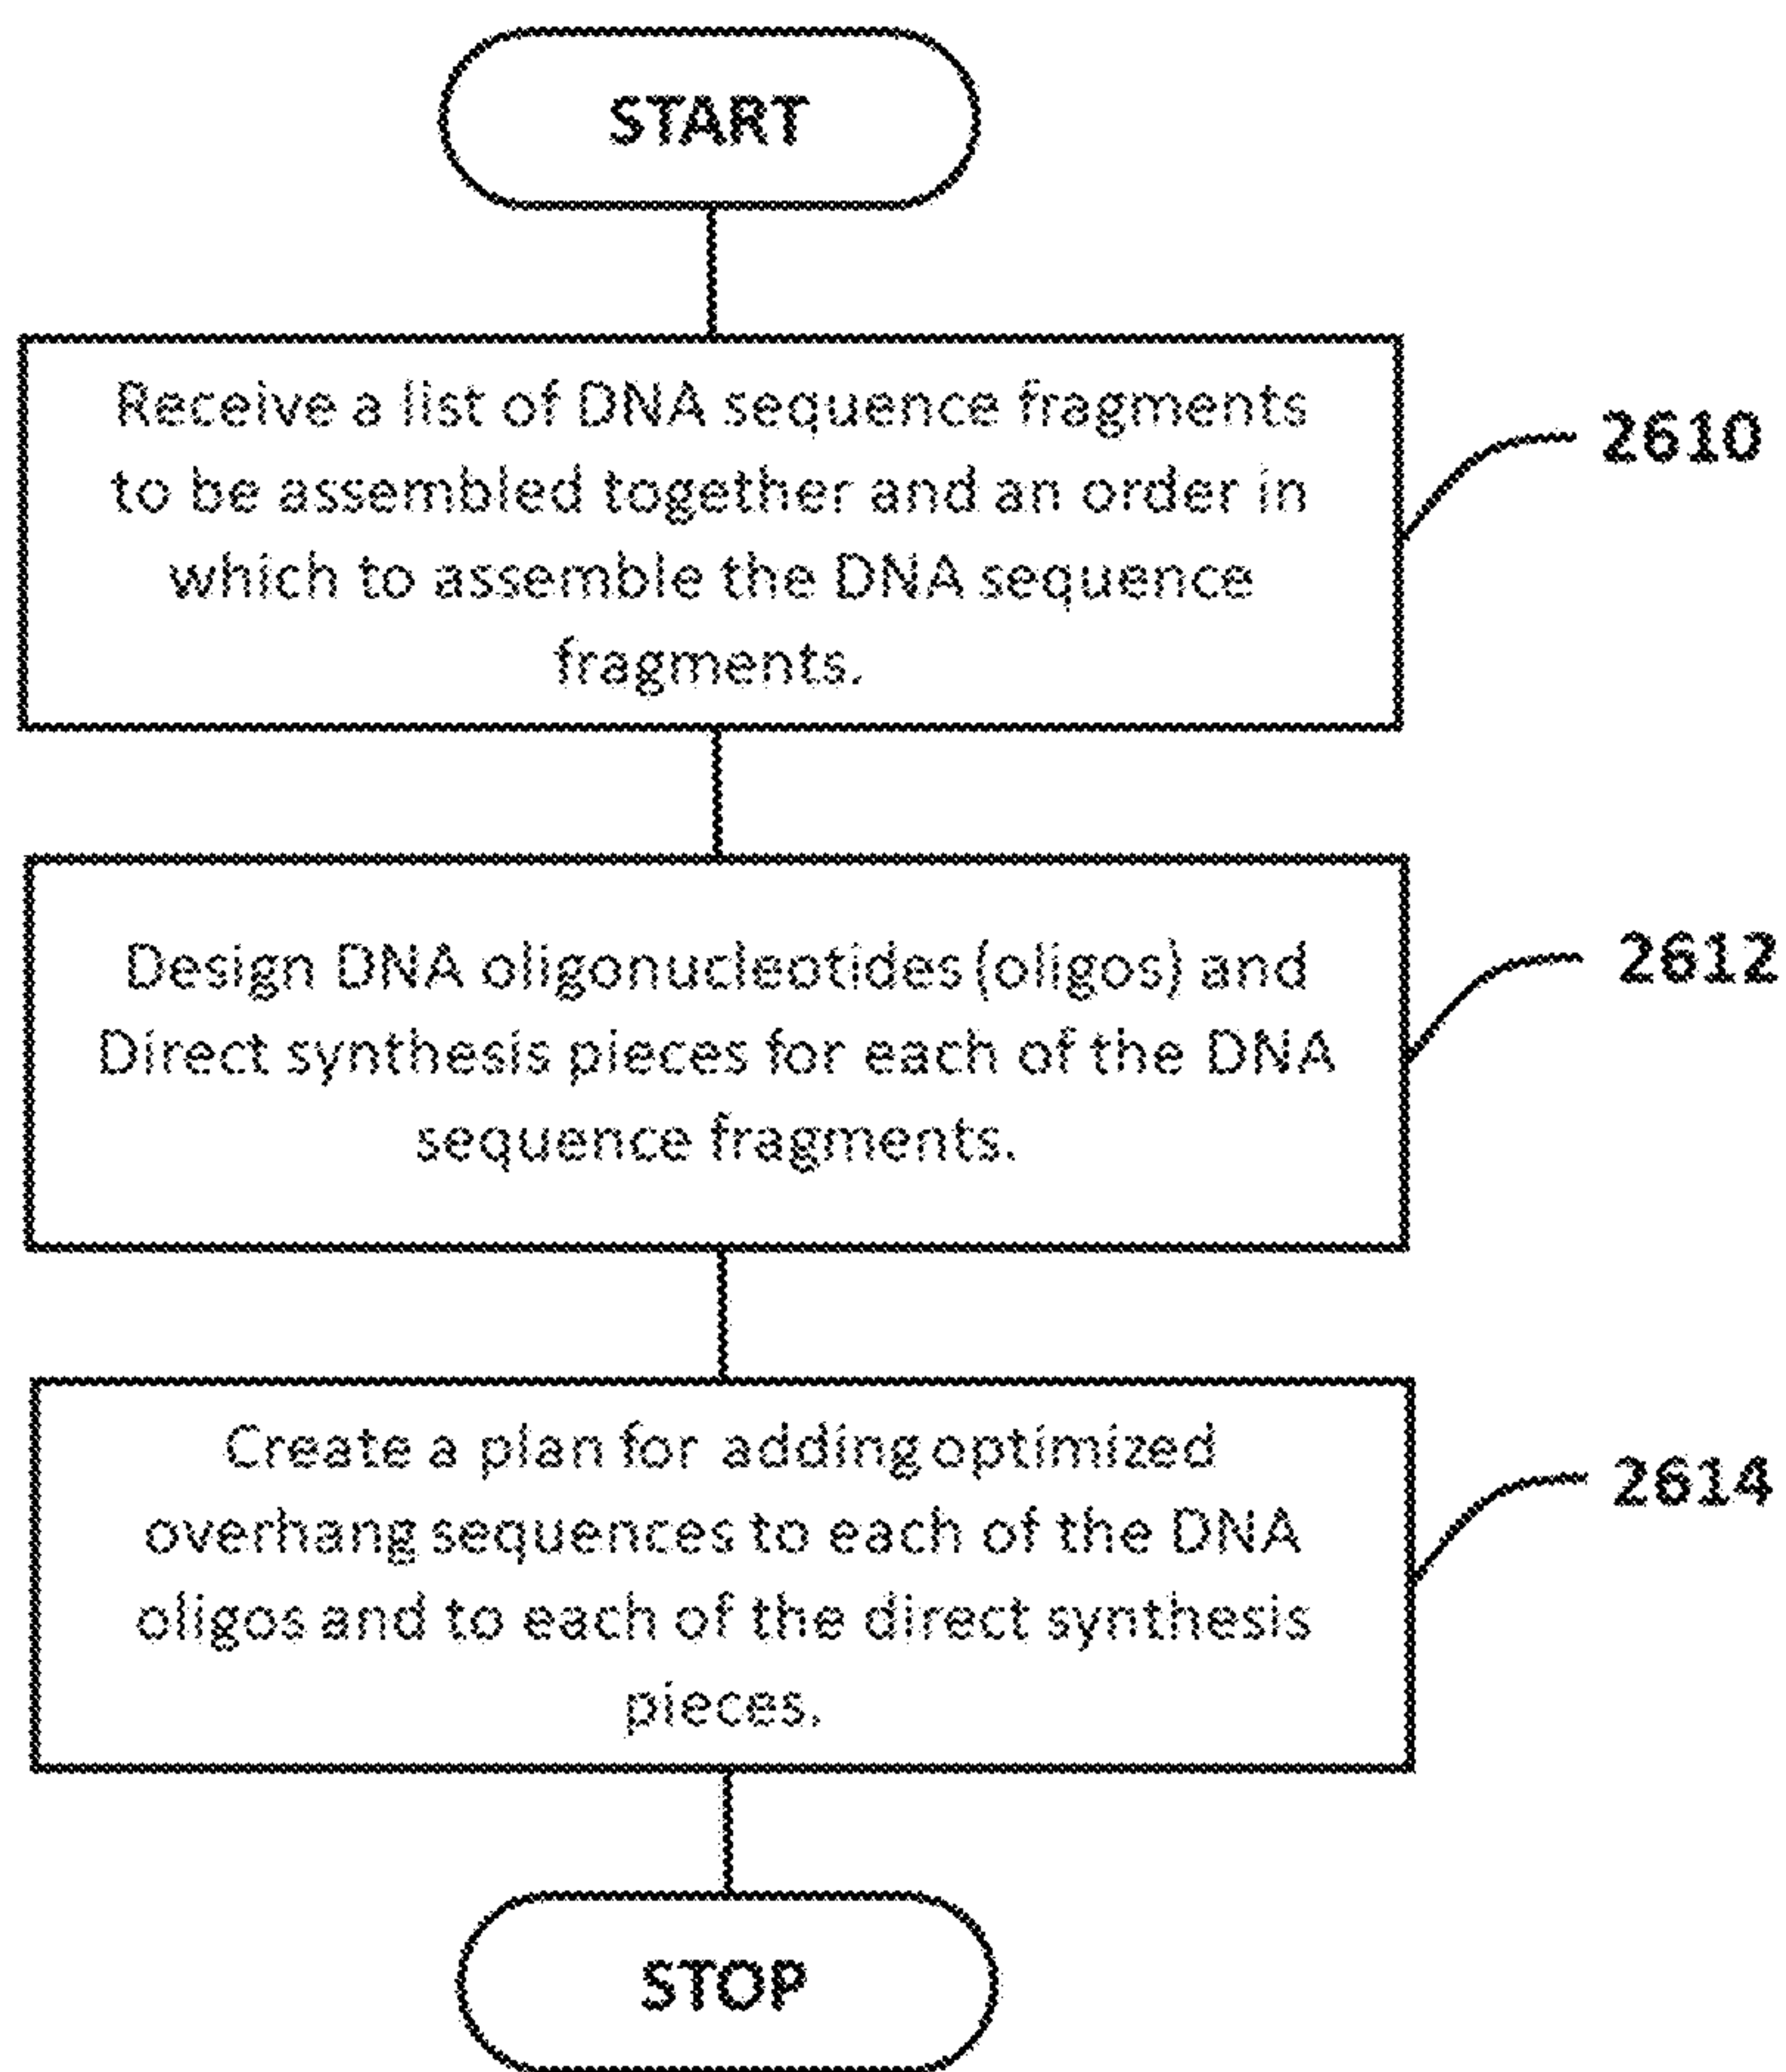 START
Receive a list of DNA sequence fragments
to be assembled together and an order in
which to assemble the DNA sequence
fragments.
2610
Design DNA oligonucleotides (oligos) and
Direct synthesis pieces for each of the DNA
sequence fragments.
2612
Create a plan for adding optimized
overhang sequences to each of the DNA
oligos and to each of the direct synthesis
pieces.
2614
STOP